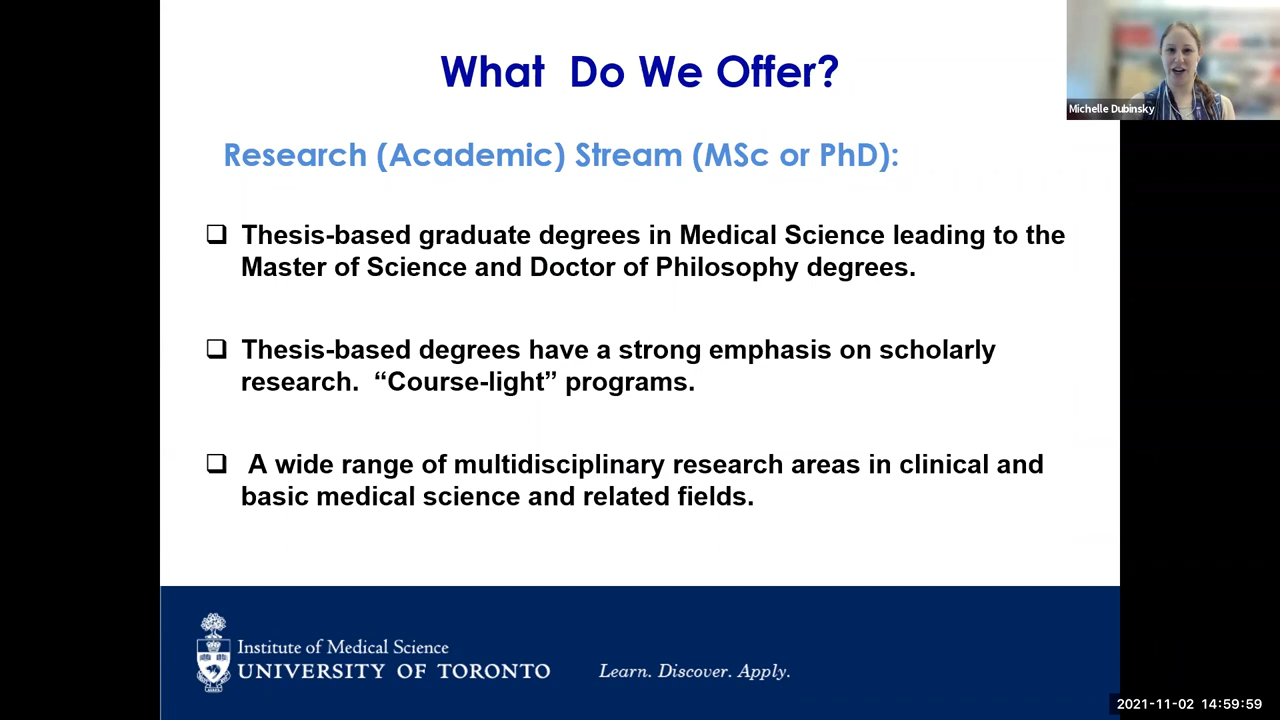 What Do We Offer?
Michelle Dubinsky
Research (Academic) Stream (MSc or PhD):
❑ Thesis-based graduate degrees in Medical Science leading to the
Master of Science and Doctor of Philosophy degrees.
❑ Thesis-based degrees have a strong emphasis on scholarly
research. “Course-light” programs.
❑ A wide range of multidisciplinary research areas in clinical and
basic medical science and related fields.
Institute of Medical Science
UNIVERSITY OF TORONTO
Learn. Discover. Apply.
2021-11-02 14:59:59